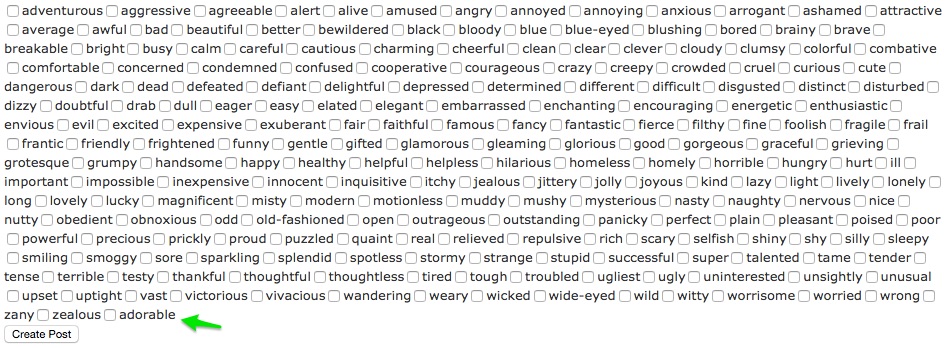 adventurous aggressive agreeable alert alive amused angry annoyed annoying anxious arrogant ashamed attractive
average awful bad beautiful better bewildered black bloody blue blue-eyed blushing bored brainy brave
breakable bright busy calm careful cautious charming cheerful clean clear clever cloudy clumsy colorful combative
comfortable concerned condemned confused cooperative courageous crazy creepy crowded cruel curious cute
dangerous dark dead defeated defiant delightful depressed determined different difficult disgusted distinct disturbed
dizzy doubtful drab dull eager easy elated elegant embarrassed enchanting encouraging energetic enthusiastic
envious evil excited expensive exuberant fair faithful famous fancy fantastic fierce filthy fine foolish fragile frail
frantic friendly frightened funny gentle gifted glamorous gleaming glorious good gorgeous graceful grieving
grotesque grumpy handsome happy healthy helpful helpless hilarious homeless homely horrible hungry hurt ill
important impossible inexpensive innocent inquisitive itchy jealous jittery jolly joyous kind lazy light lively lonely
long lovely lucky magnificent misty modern motionless muddy mushy mysterious nasty naughty nervous nice
nutty obedient obnoxious odd old-fashioned open outrageous outstanding panicky perfect plain pleasant poised poor
powerful precious prickly proud puzzled quaint real relieved repulsive rich scary selfish shiny shy silly sleepy
smiling smoggy sore sparkling splendid spotless stormy strange stupid successful super talented tame tender
tense terrible testy thankful thoughtful thoughtless tired tough troubled ugliest ugly uninterested unsightly unusual
upset uptight vast victorious vivacious wandering weary wicked wide-eyed wild witty worrisome worried wrong
zany zealous adorable
Create Post